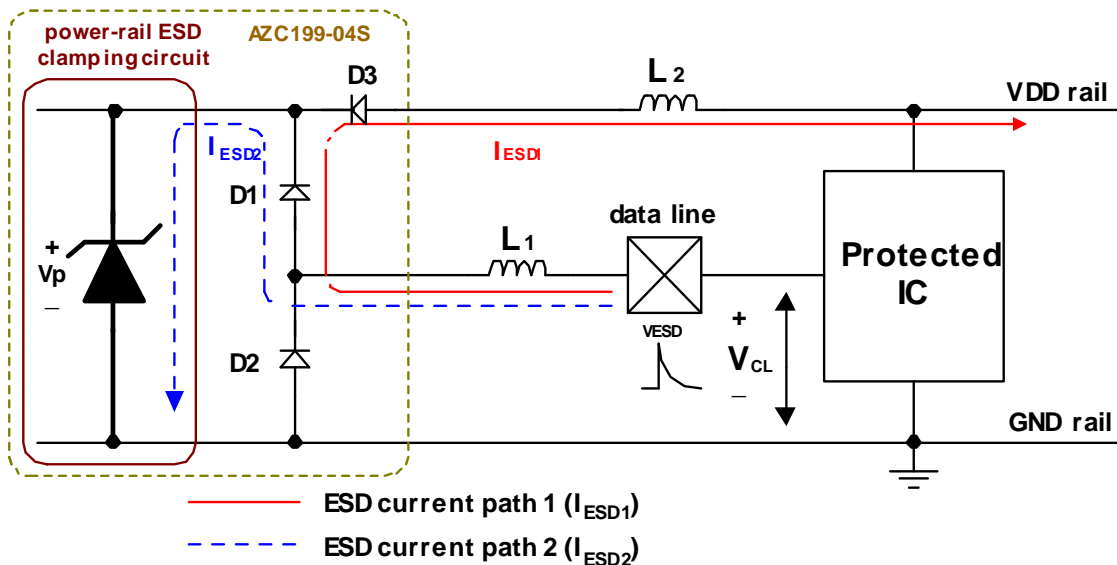 power-rail ESD
clamping circuit
AZC199-04S
D3
L2
VDD rail
IESD2
IESD1
D1
data line
L1
+
Vp
_
Protected
IC
VESD
+
VCL
_
D2
GND rail
ESD current path 1 (IESD1)
ESD current path 2 (IESD2)